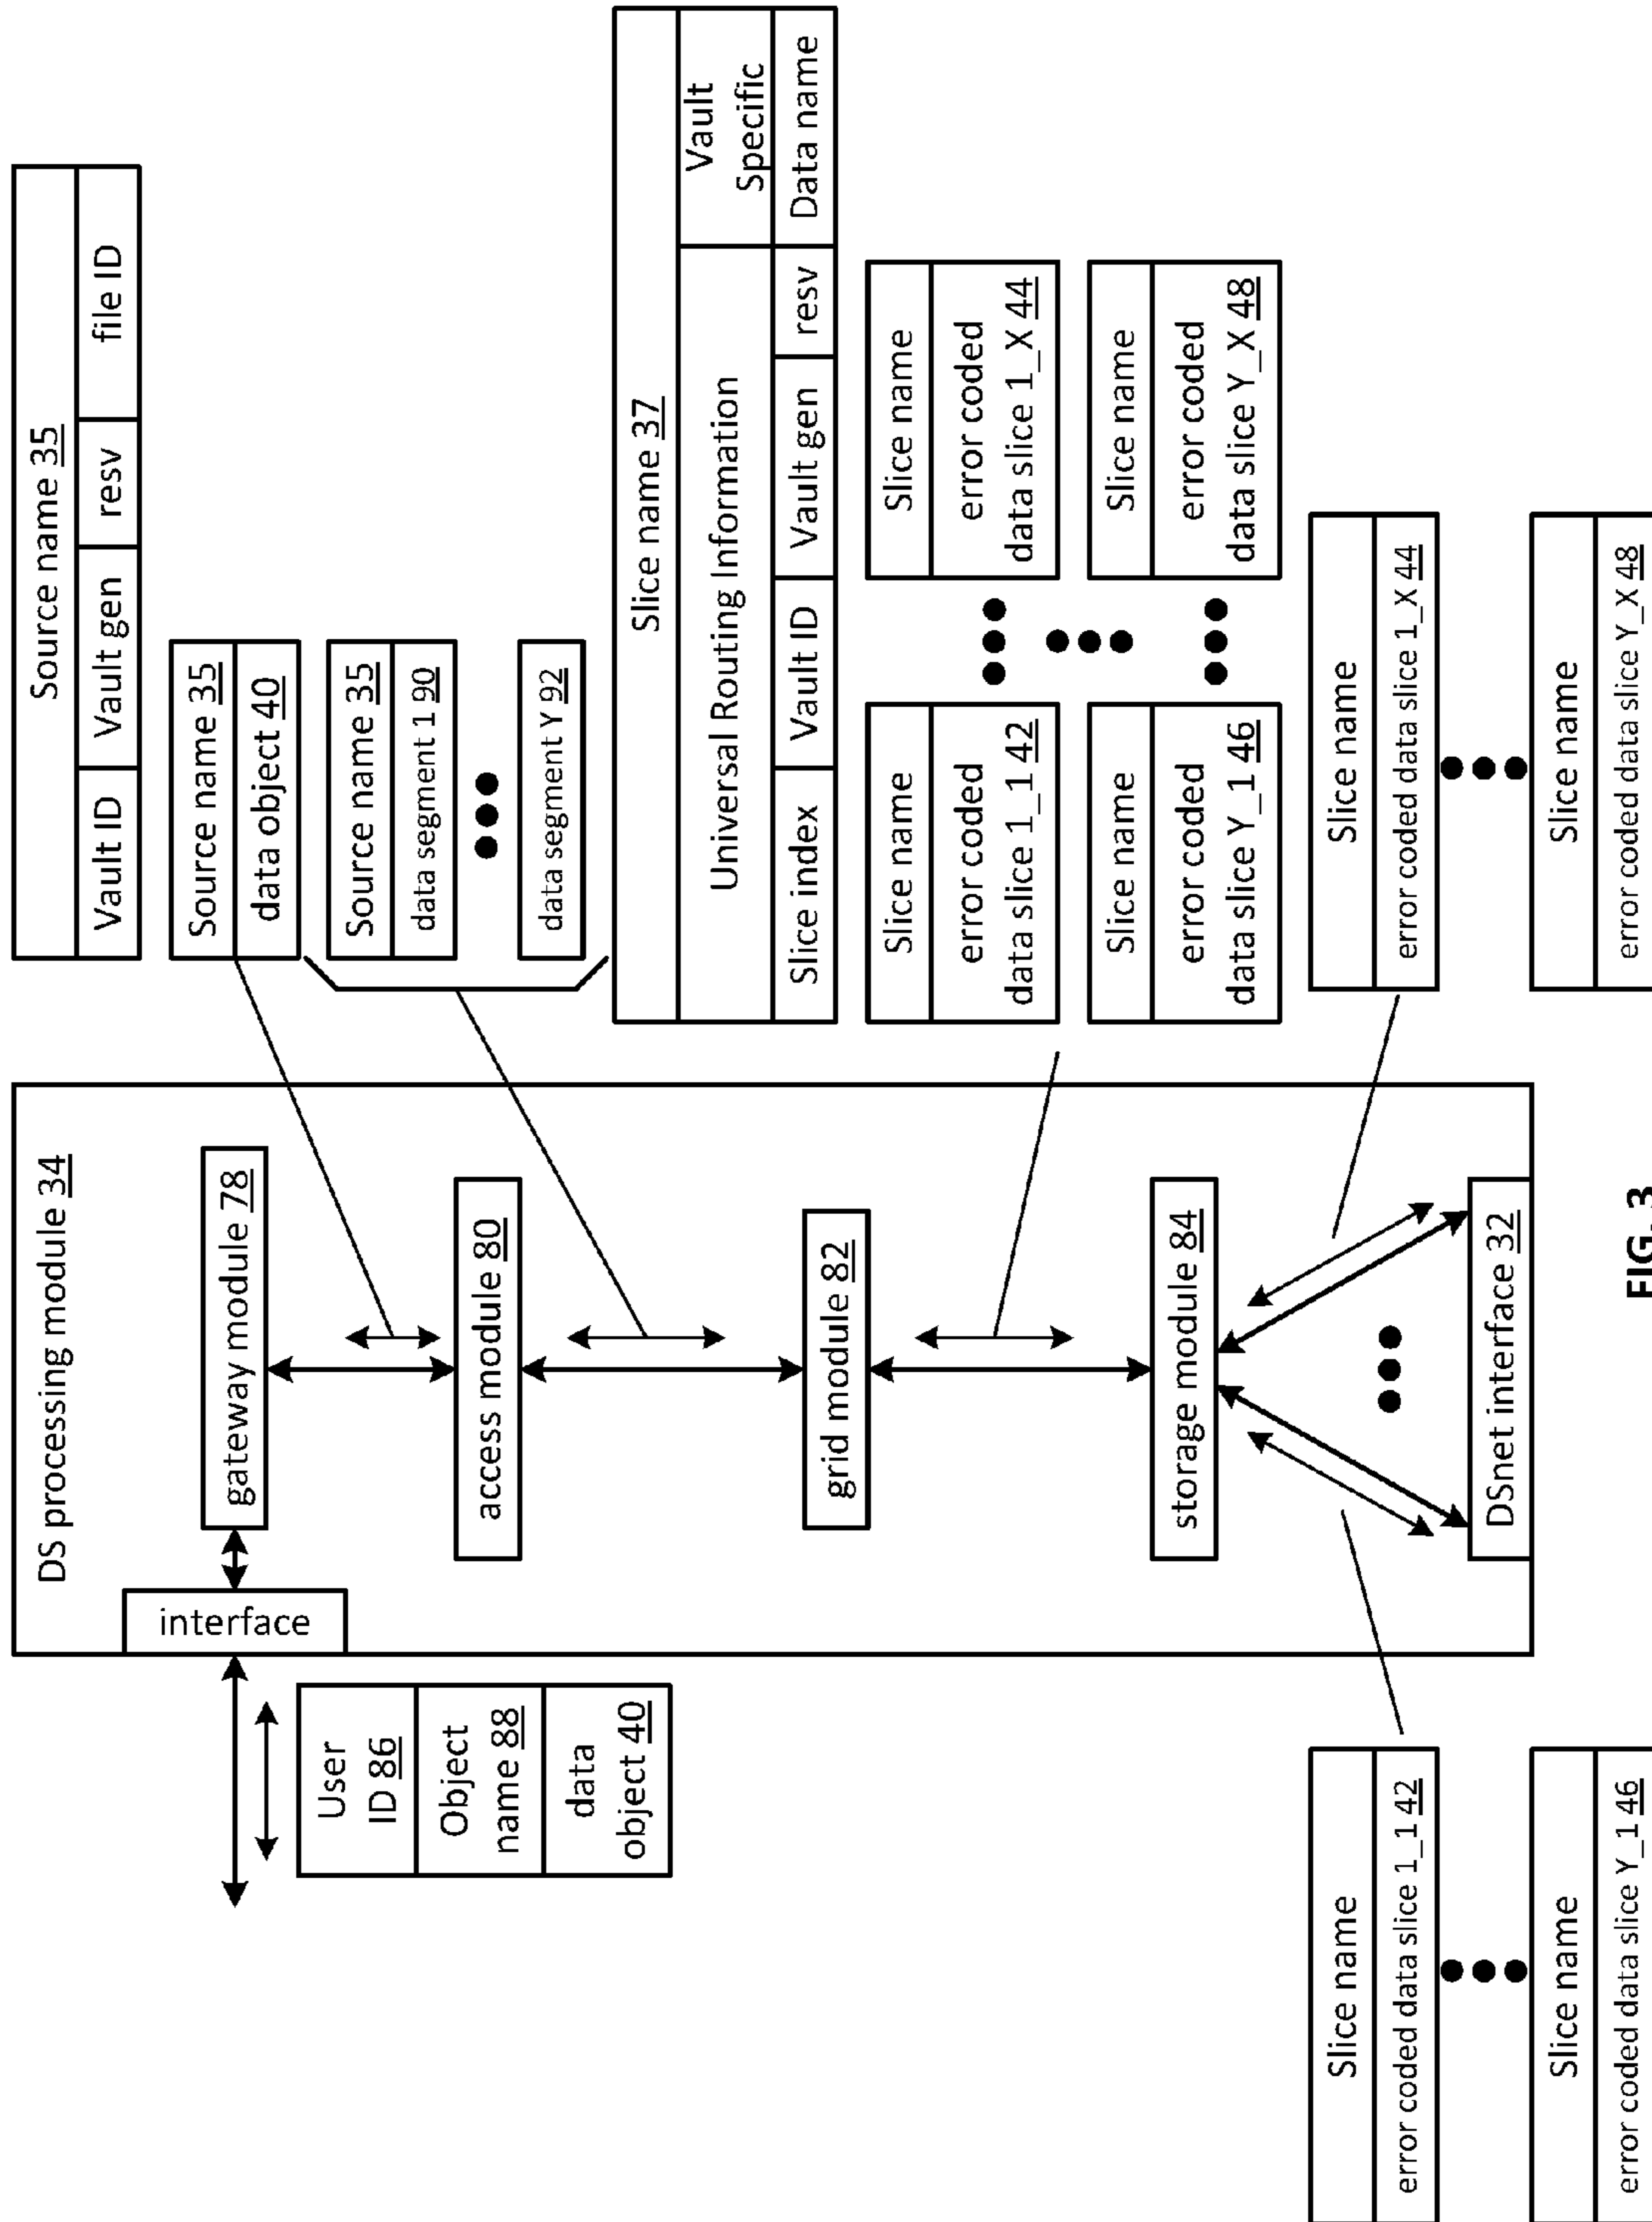 DS processing module 34
interface
gateway module 78
access module 80
grid module 82
storage module 84
DSnet interface 32
User
ID 86
Object
name 88
data
object 40
Source name 35
Vault ID
Vault gen
resv
file ID
Source name 35
data object 40
Source name 35
data segment 1 90
data segment Y 92
Slice name 37
Universal Routing Information
Vault
Specific
Slice index
Vault ID
Vault gen
resv
Data name
Slice name
error coded
data slice 1_1 42
Slice name
error coded
data slice 1_X 44
Slice name
error coded
data slice Y_1 46
Slice name
error coded
data slice Y_X 48
Slice name
error coded data slice 1_1 42
Slice name
error coded data slice Y_1 46
Slice name
error coded data slice 1_X 44
Slice name
error coded data slice Y_X 48
FIG. 3